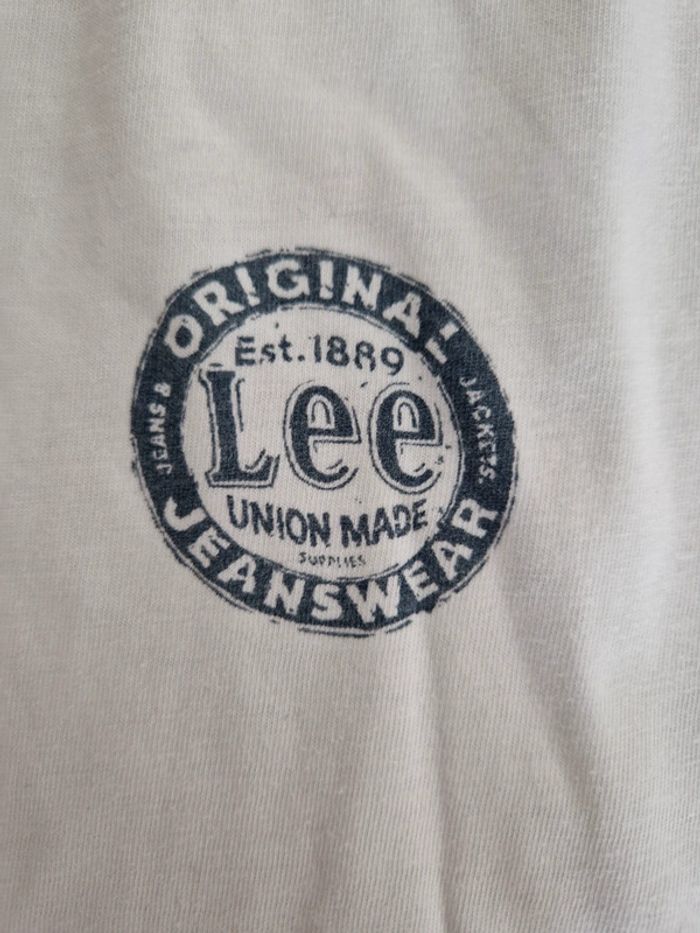 ORIGINAL
Est. 1889
JEANS &
Lee
JACKETS
UNION MADE
SUPPLIES
JEANSWEAR